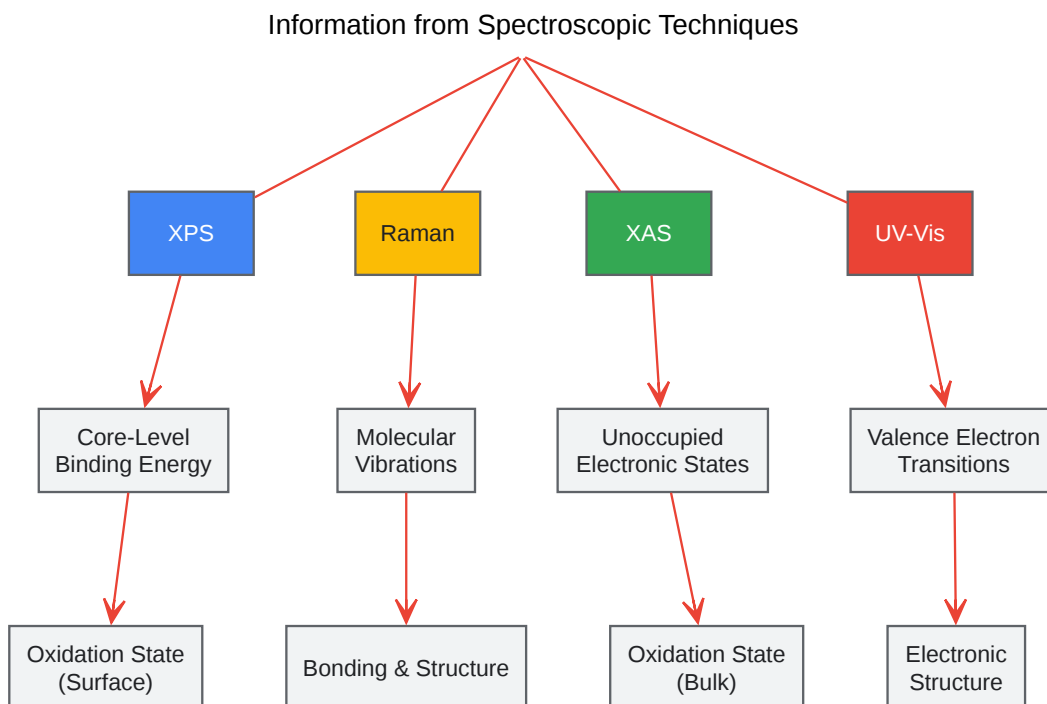 Information from Spectroscopic Techniques
XPS
Raman
XAS
UV-Vis
Core-Level
Binding Energy
Molecular
Vibrations
Unoccupied
Electronic States
Valence Electron
Transitions
Oxidation State
(Surface)
Bonding & Structure
Oxidation State
(Bulk)
Electronic
Structure